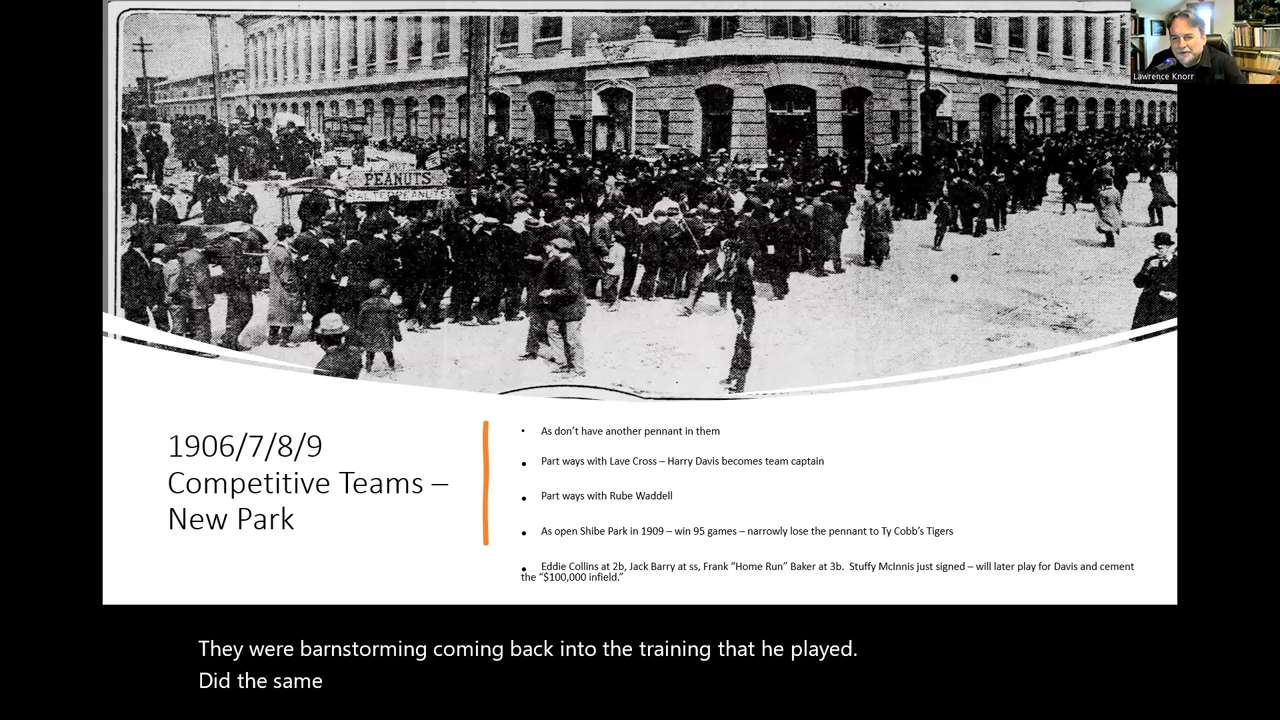 Lawrence Knorr
HOT
PEANUTS
SALTED PEANUTS
1906/7/8/9
Competitive Teams –
New Park
• As don’t have another pennant in them
• Part ways with Lave Cross – Harry Davis becomes team captain
• Part ways with Rube Waddell
• As open Shibe Park in 1909 – win 95 games – narrowly lose the pennant to Ty Cobb’s Tigers
• Eddie Collins at 2b, Jack Barry at ss, Frank “Home Run” Baker at 3b.  Stuffy McInnis just signed – will later play for Davis and cement
the “$100,000 infield.”
They were barnstorming coming back into the training that he played.
Did the same